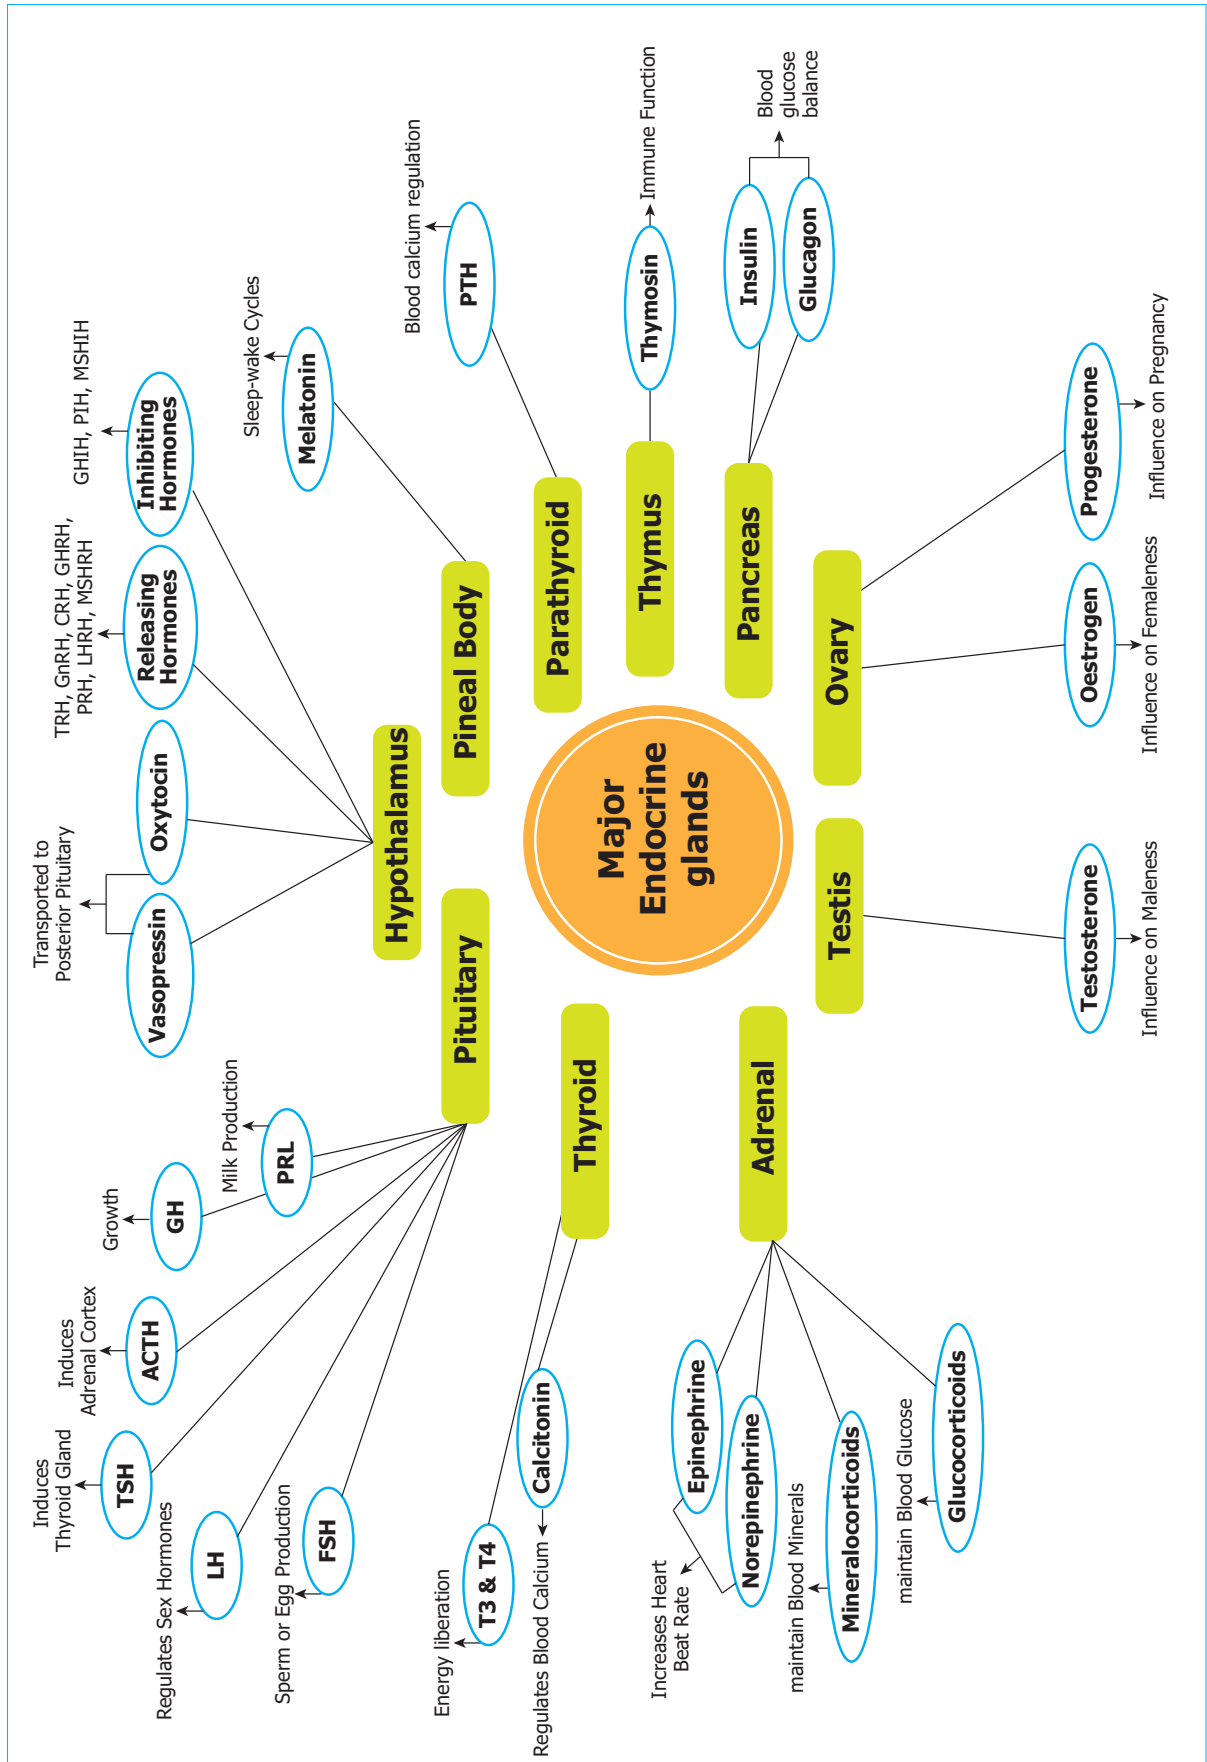 Major
Endocrine
glands
Hypothalamus
Vasopressin
Oxytocin
Transported to
Posterior Pituitary
Releasing
Hormones
TRH, GnRH, CRH, GHRH,
PRH, LHRH, MSHRH
Inhibiting
Hormones
GHIH, PIH, MSHIH
Pineal Body
Melatonin
Sleep-wake Cycles
Parathyroid
PTH
Blood calcium regulation
Thymus
Thymosin
Immune Function
Pancreas
Insulin
Glucagon
Blood
glucose
balance
Ovary
Progesterone
Influence on Pregnancy
Oestrogen
Influence on Femaleness
Testis
Testosterone
Influence on Maleness
Adrenal
Epinephrine
Norepinephrine
Increases Heart
Beat Rate
Mineralocorticoids
maintain Blood Minerals
Glucocorticoids
maintain Blood Glucose
Thyroid
T3 & T4
Energy liberation
Calcitonin
Regulates Blood Calcium
Pituitary
FSH
Sperm or Egg Production
LH
Regulates Sex Hormones
TSH
Induces
Thyroid Gland
ACTH
Induces
Adrenal Cortex
GH
Growth
PRL
Milk Production